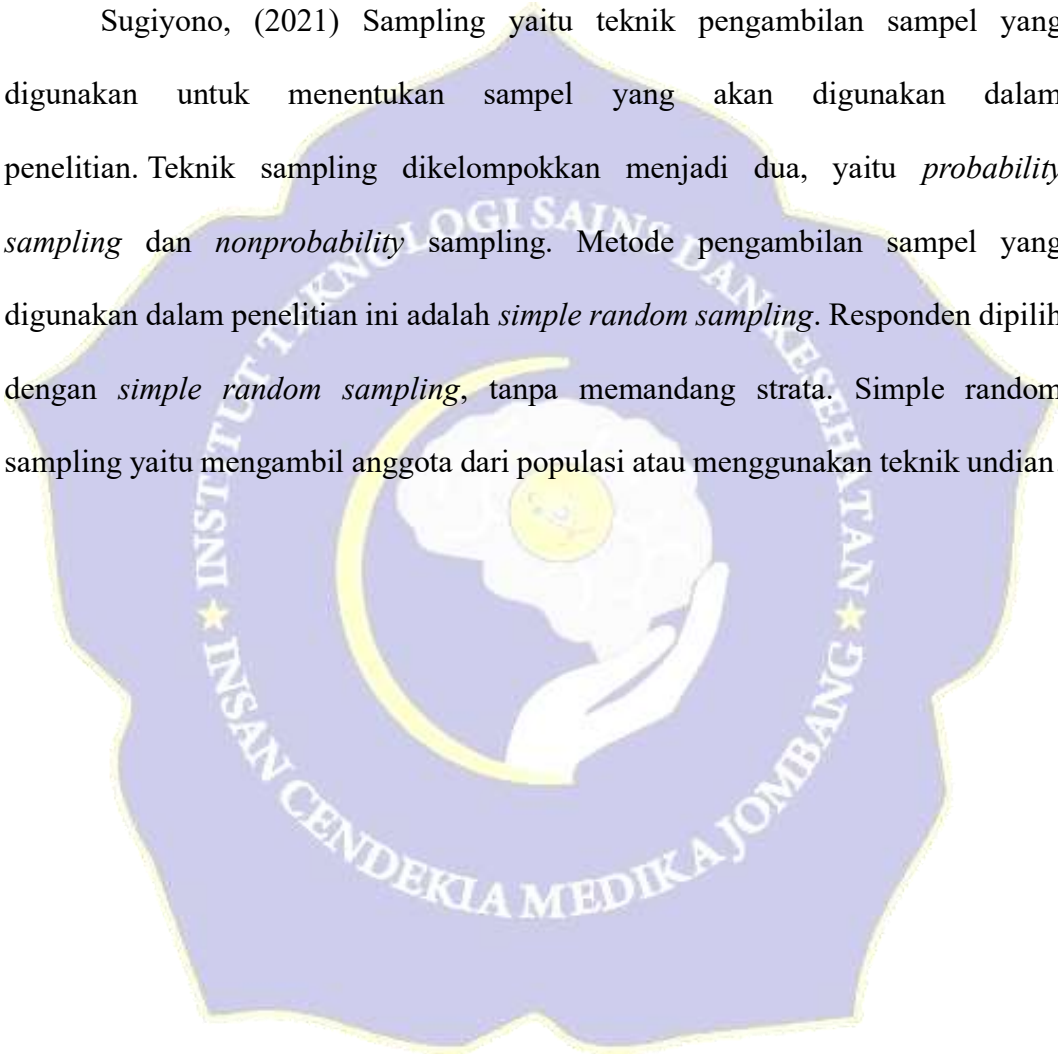 Sugiyono, (2021) Sampling yaitu teknik pengambilan sampel yang
digunakan untuk menentukan sampel yang akan digunakan dalam
penelitian. Teknik sampling dikelompokkan menjadi dua, yaitu probability
sampling dan nonprobability sampling. Metode pengambilan sampel yang
digunakan dalam penelitian ini adalah simple random sampling. Responden dipilih
dengan simple random sampling, tanpa memandang strata. Simple random
sampling yaitu mengambil anggota dari populasi atau menggunakan teknik undian.
INSTITUT TEKNOLOGI SAINS DAN KESEHATAN
INSAN CENDEKIA MEDIKA JOMBANG